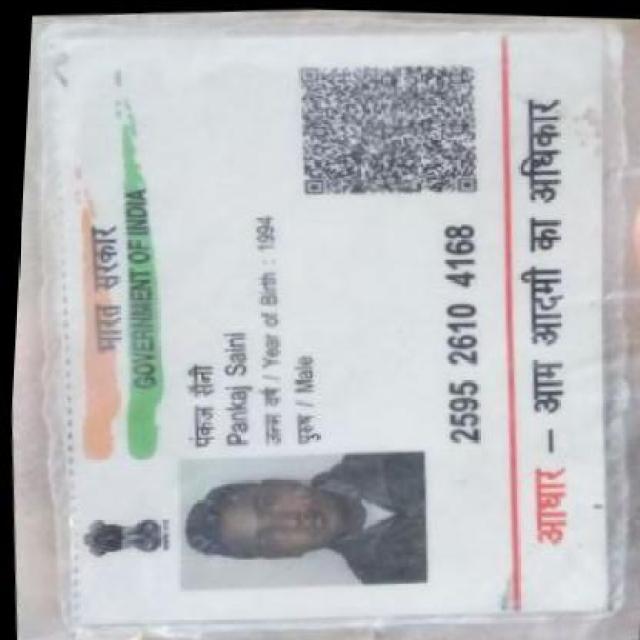 भारत सरकार
GOVERNMENT OF INDIA
पंकज सैनी
Pankaj Saini
जन्म वर्ष / Year of Birth : 1994
पुरुष / Male
2595 2610 4168
आधार – आम आदमी का अधिकार